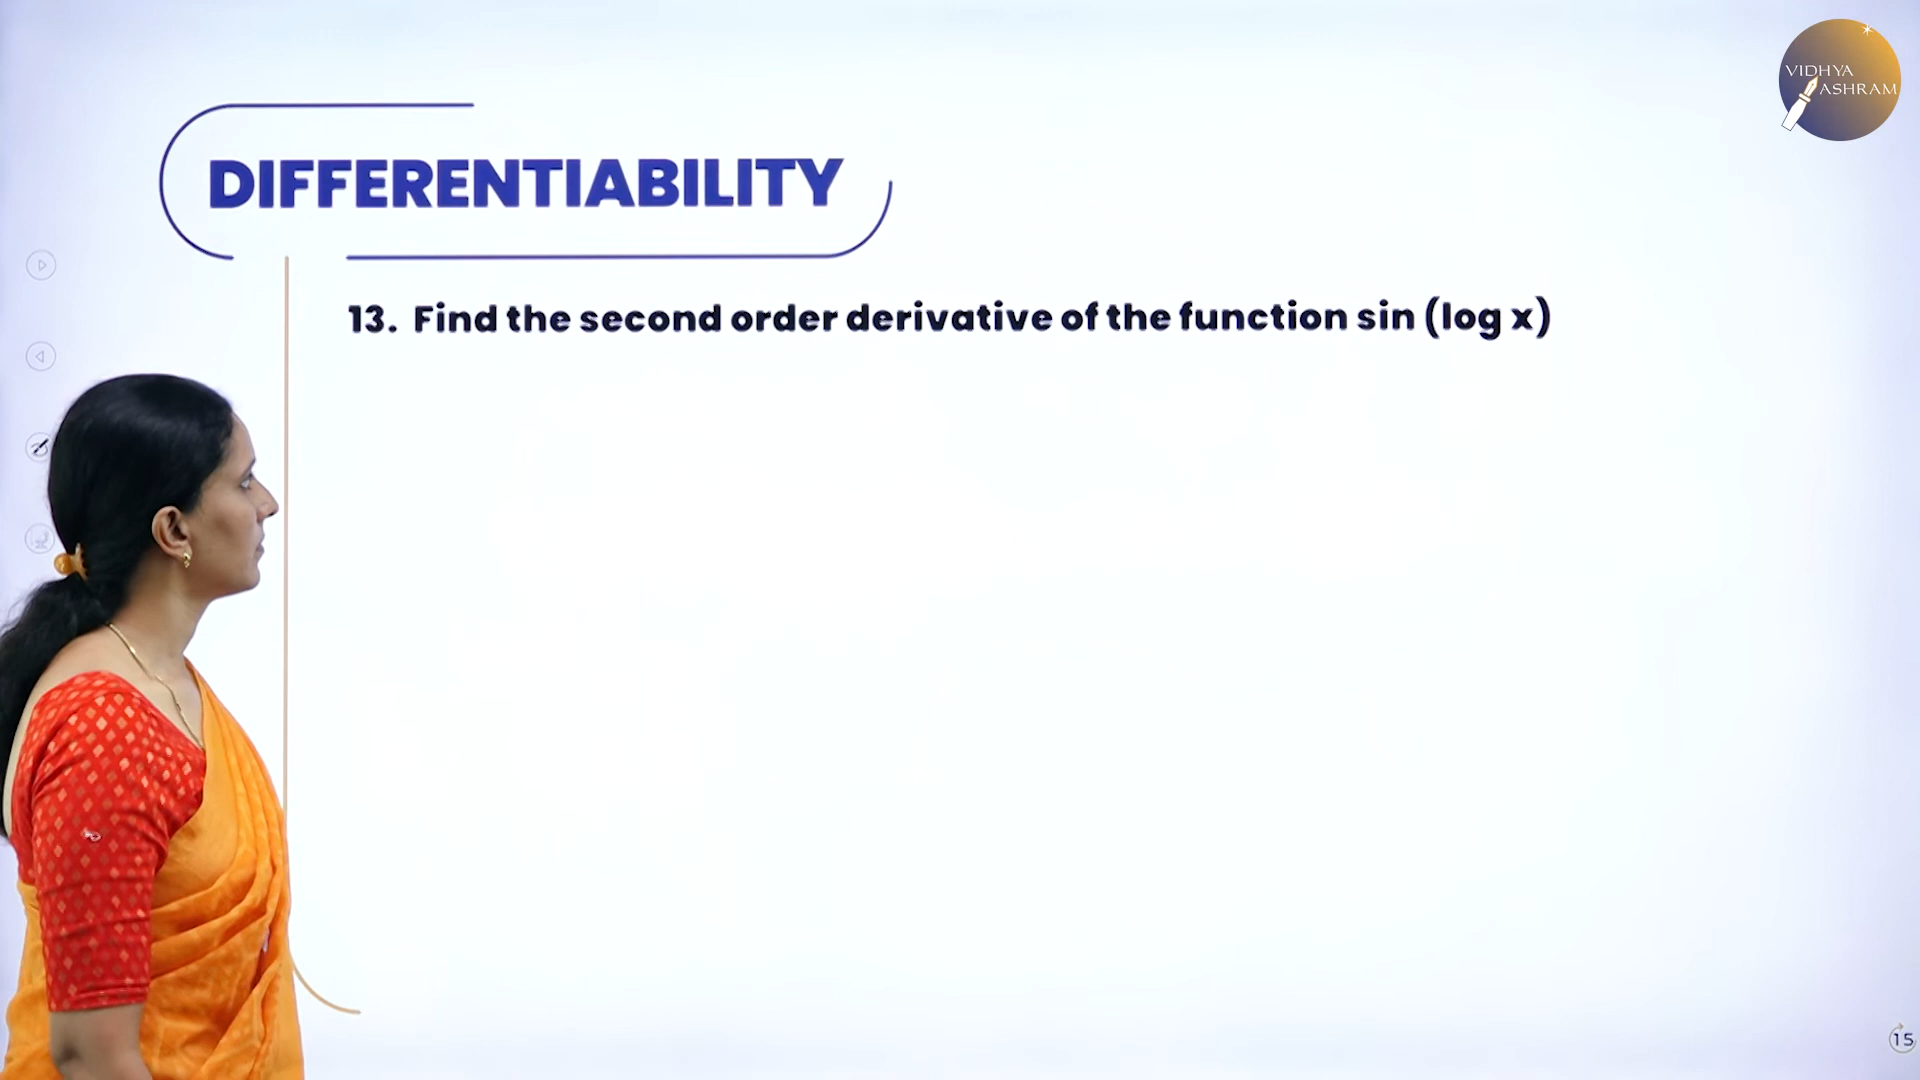 VIDHYA
ASHRAM
DIFFERENTIABILITY
13. Find the second order derivative of the function sin (log x)
15